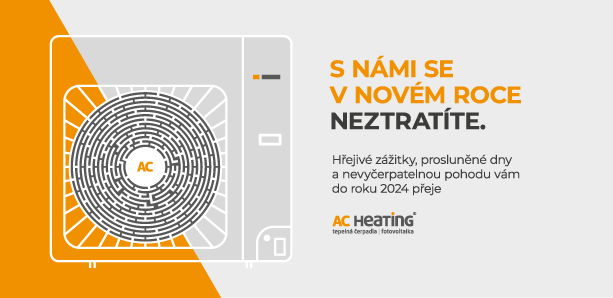 AC
S NÁMI SE
V NOVÉM ROCE
NEZTRATÍTE.
Hřejivé zážitky, prosluněné dny
a nevyčerpatelnou pohodu vám
do roku 2024 přeje
AC HEATING®
tepelná čerpadla | fotovoltaika